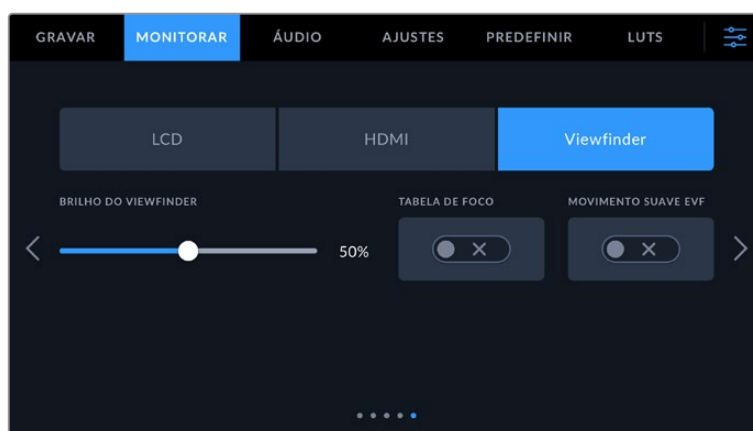 GRAVAR MONITORAR ÁUDIO AJUSTES PREDEFINIR LUTS
LCD HDMI Viewfinder
BRILHO DO VIEWFINDER TABELA DE FOCO MOVIMENTO SUAVE EVF
50%